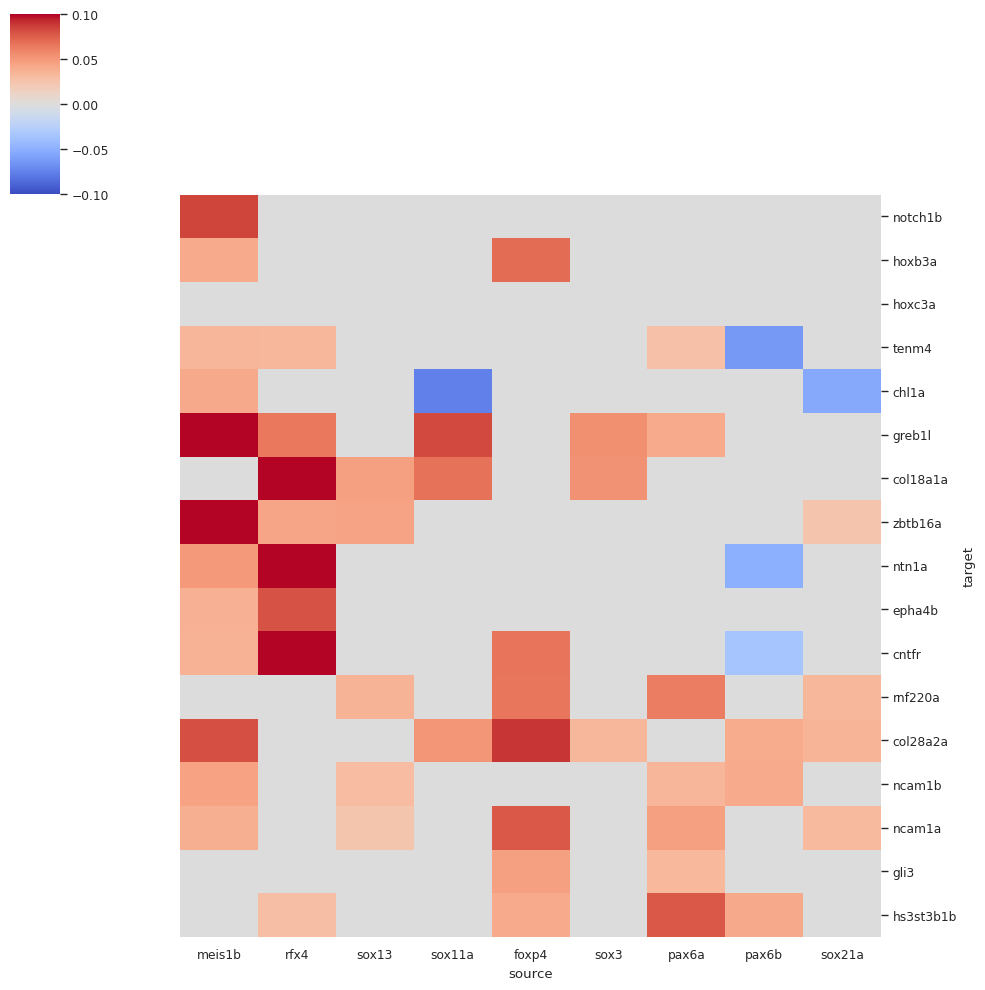 0.10
0.05
0.00
−0.05
−0.10
notch1b
hoxb3a
hoxc3a
tenm4
chl1a
greb1l
col18a1a
zbtb16a
ntn1a
epha4b
cntfr
rnf220a
col28a2a
ncam1b
ncam1a
gli3
hs3st3b1b
target
meis1b rfx4 sox13 sox11a foxp4 sox3 pax6a pax6b sox21a
source